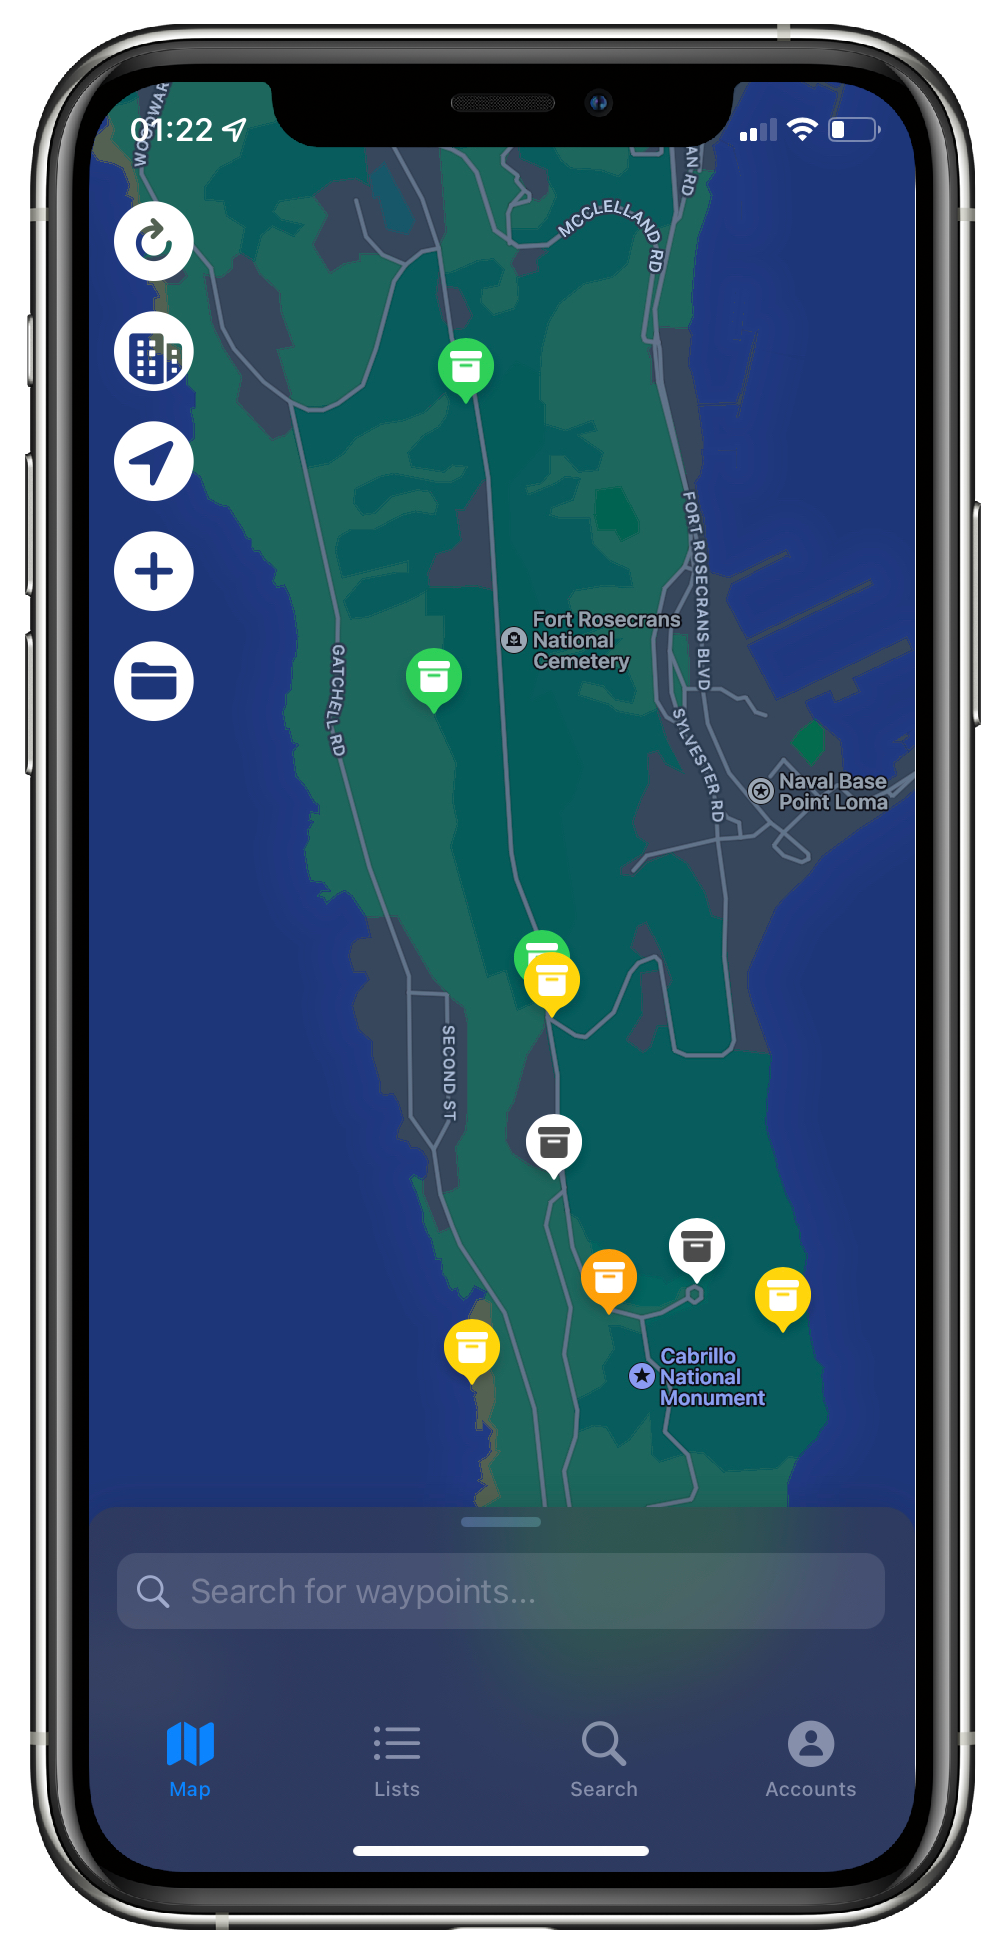 01:22
MCCLELLAND RD
AN RD
FORT ROSECRANS BLVD
Fort Rosecrans
National
Cemetery
GATCHELL RD
SYLVESTER RD
Naval Base
Point Loma
SECOND ST
Cabrillo
National
Monument
Search for waypoints...
Map
Lists
Search
Accounts